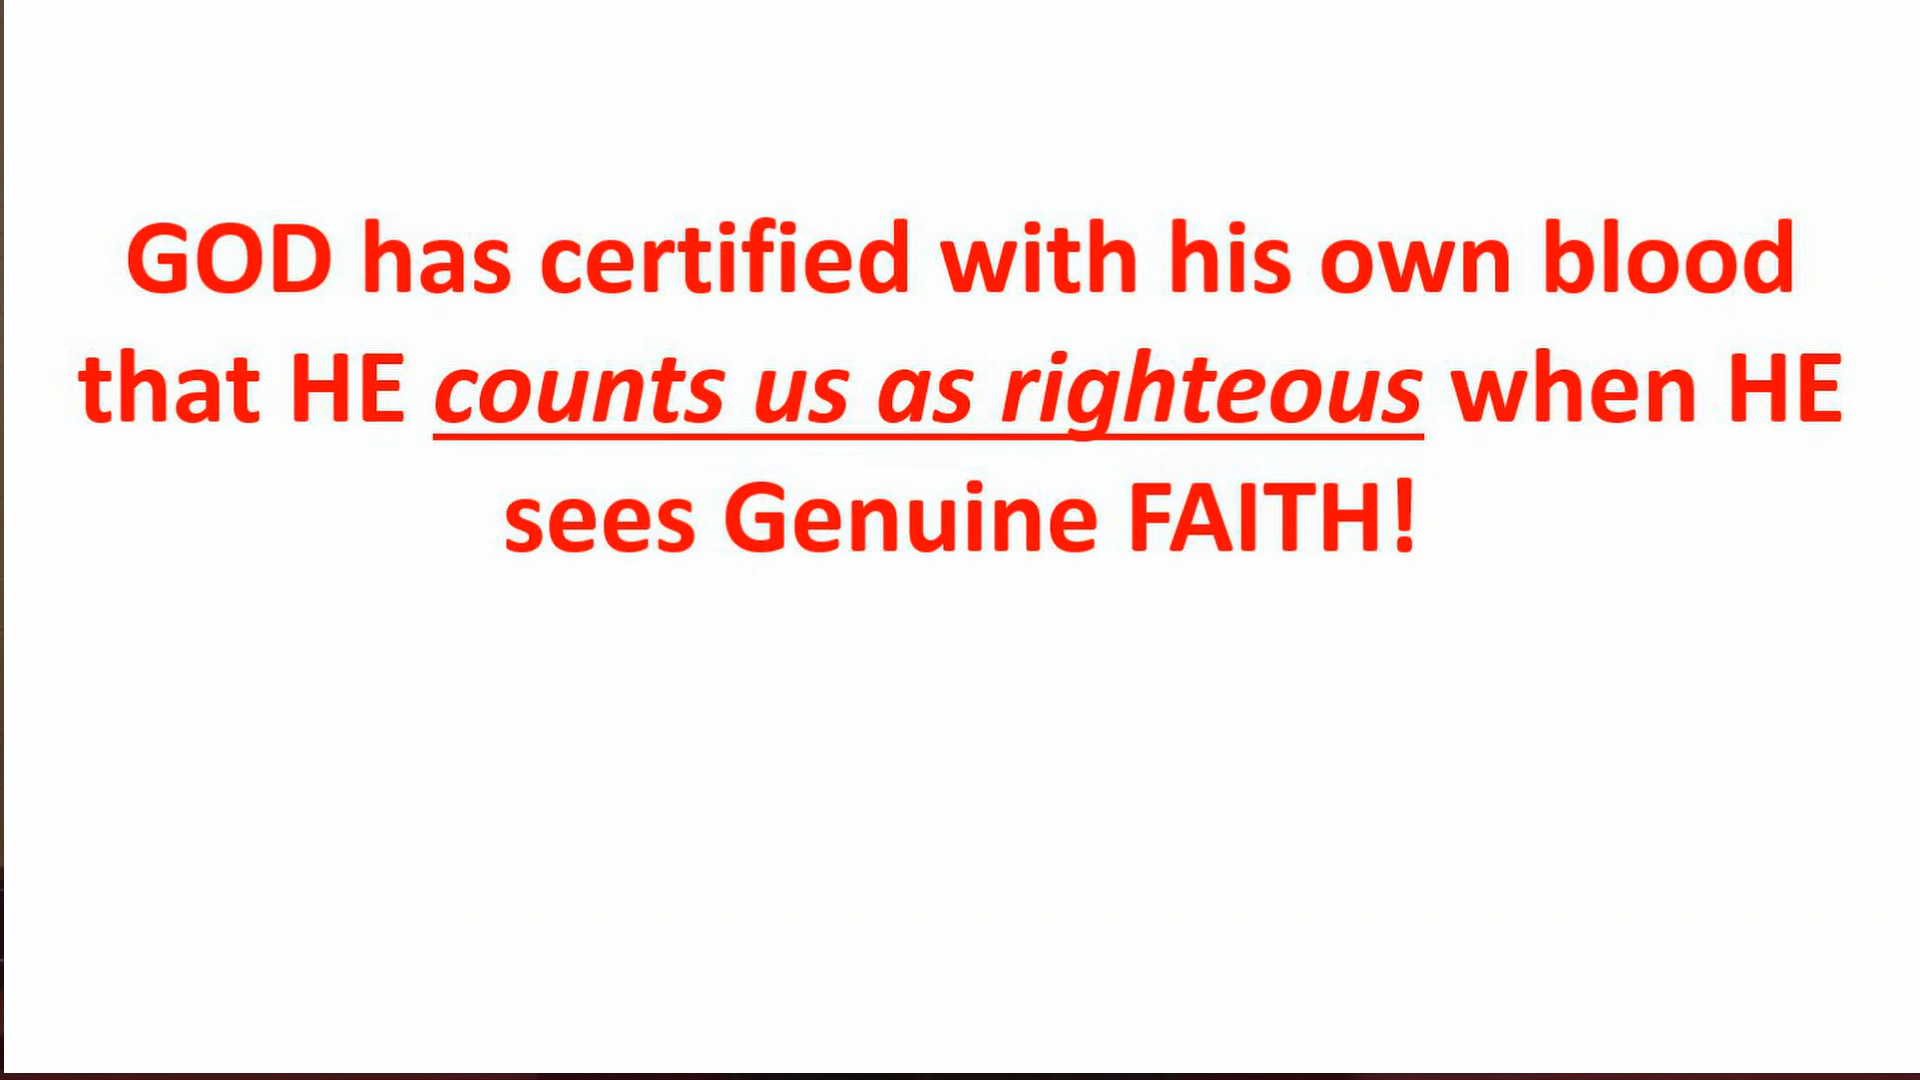 GOD has certified with his own blood
that HE counts us as righteous when HE
sees Genuine FAITH!